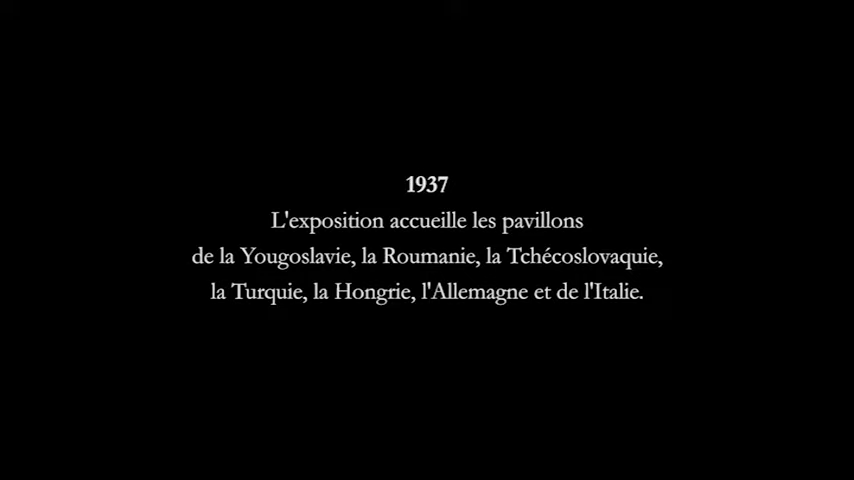 1937
L'exposition accueille les pavillons
de la Yougoslavie, la Roumanie, la Tchécoslovaquie,
la Turquie, la Hongrie, l'Allemagne et de l'Italie.